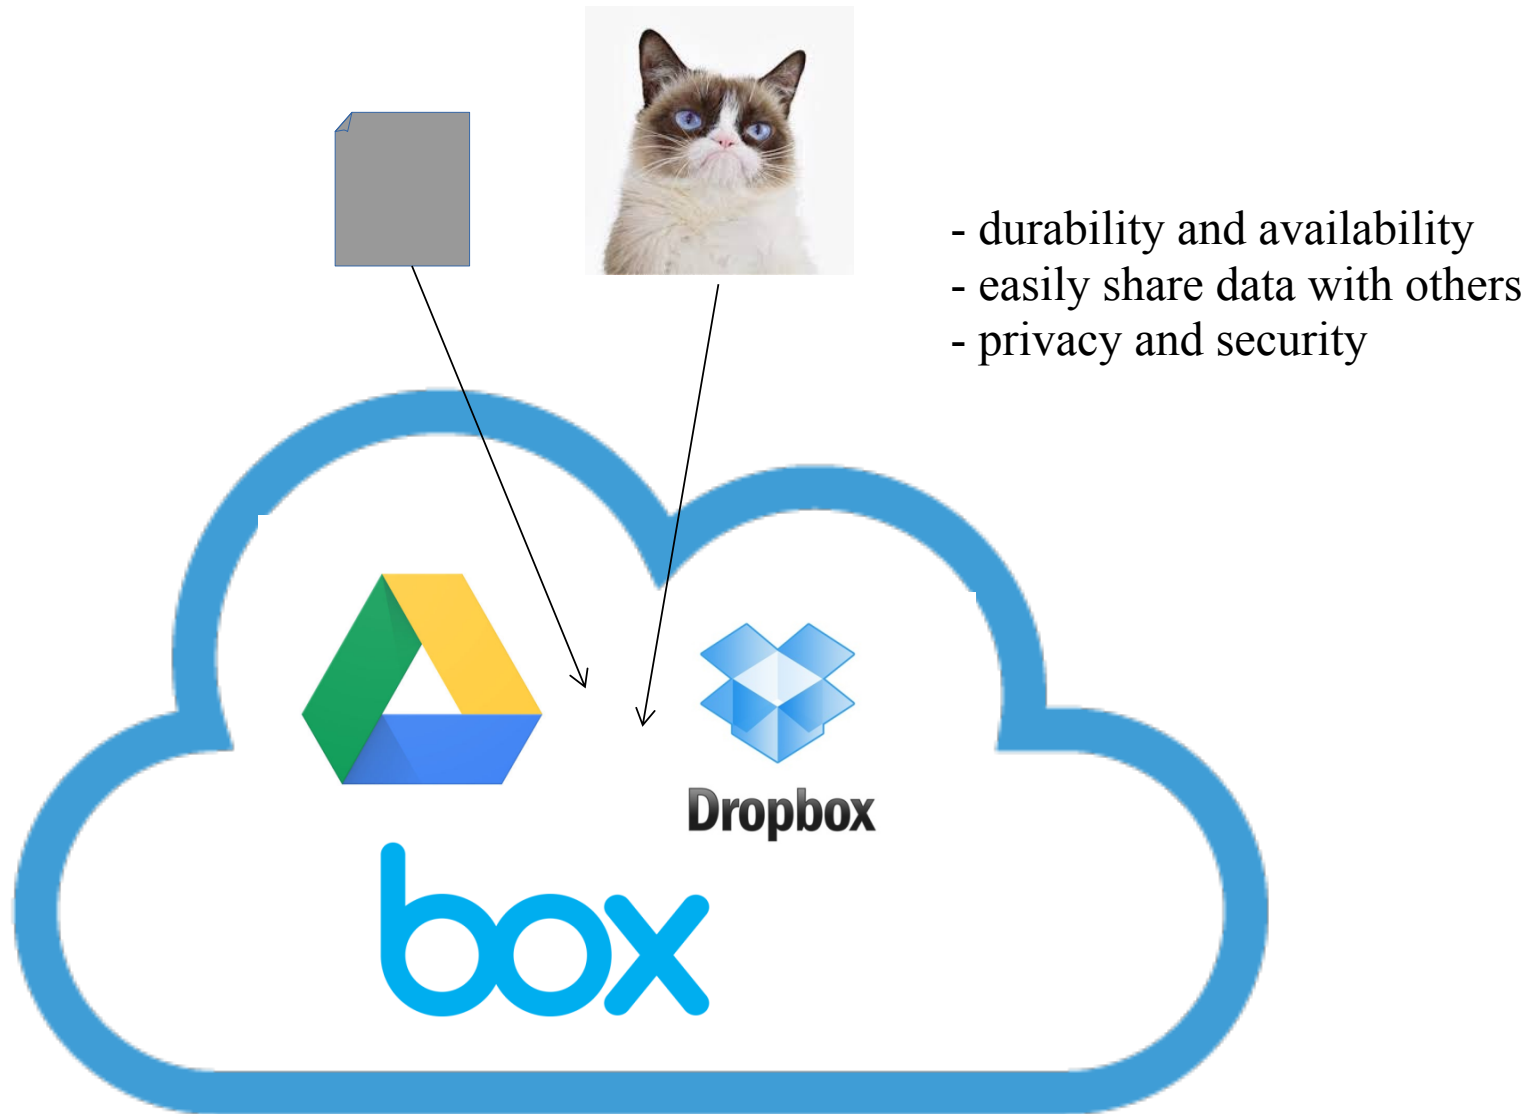 - durability and availability
- easily share data with others
- privacy and security
Dropbox
box